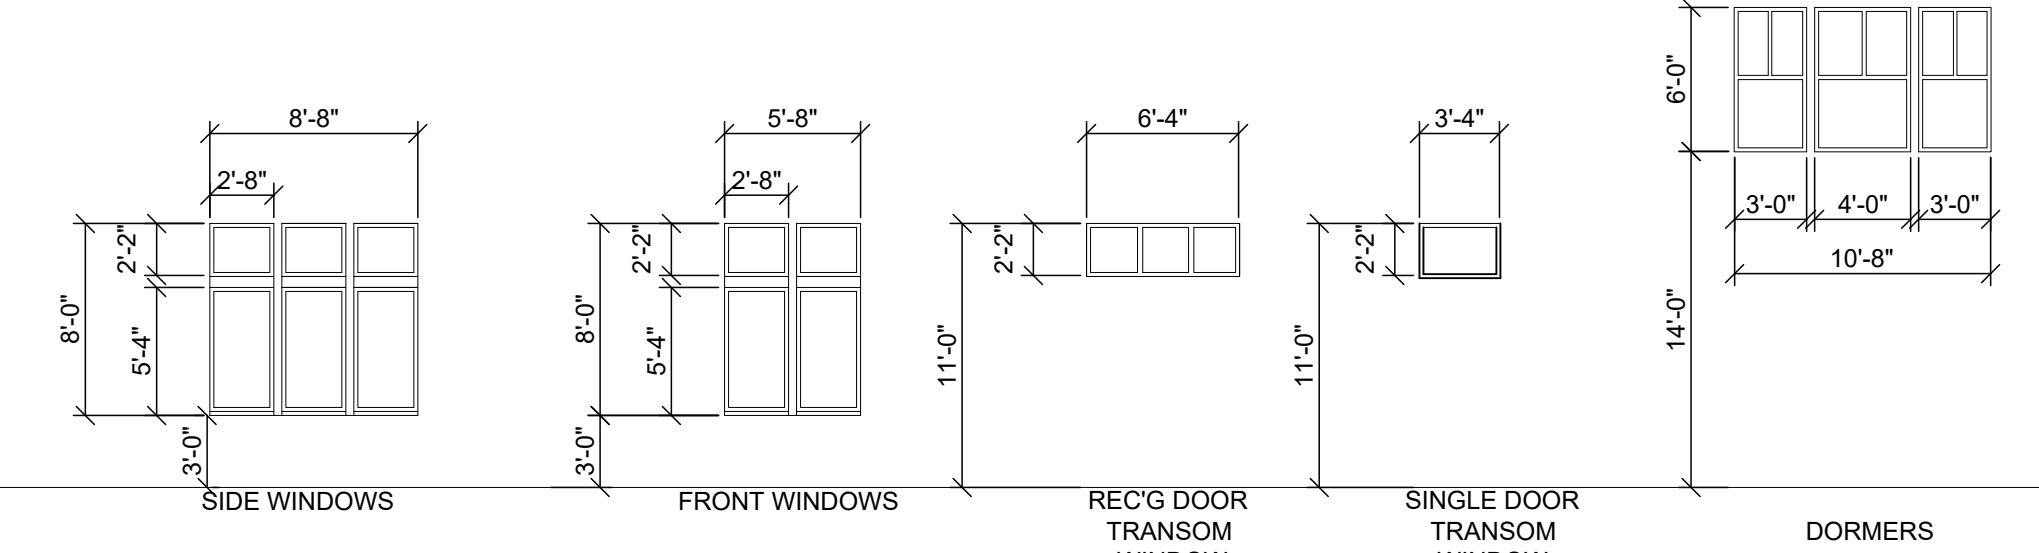 8'-8"
2'-8"
2'-2"
8'-0"
5'-4"
3'-0"
SIDE WINDOWS
5'-8"
2'-8"
2'-2"
8'-0"
5'-4"
3'-0"
FRONT WINDOWS
6'-4"
2'-2"
11'-0"
REC'G DOOR
TRANSOM
WINDOW
3'-4"
2'-2"
11'-0"
SINGLE DOOR
TRANSOM
WINDOW
6'-0"
3'-0"
4'-0"
3'-0"
10'-8"
14'-0"
DORMERS